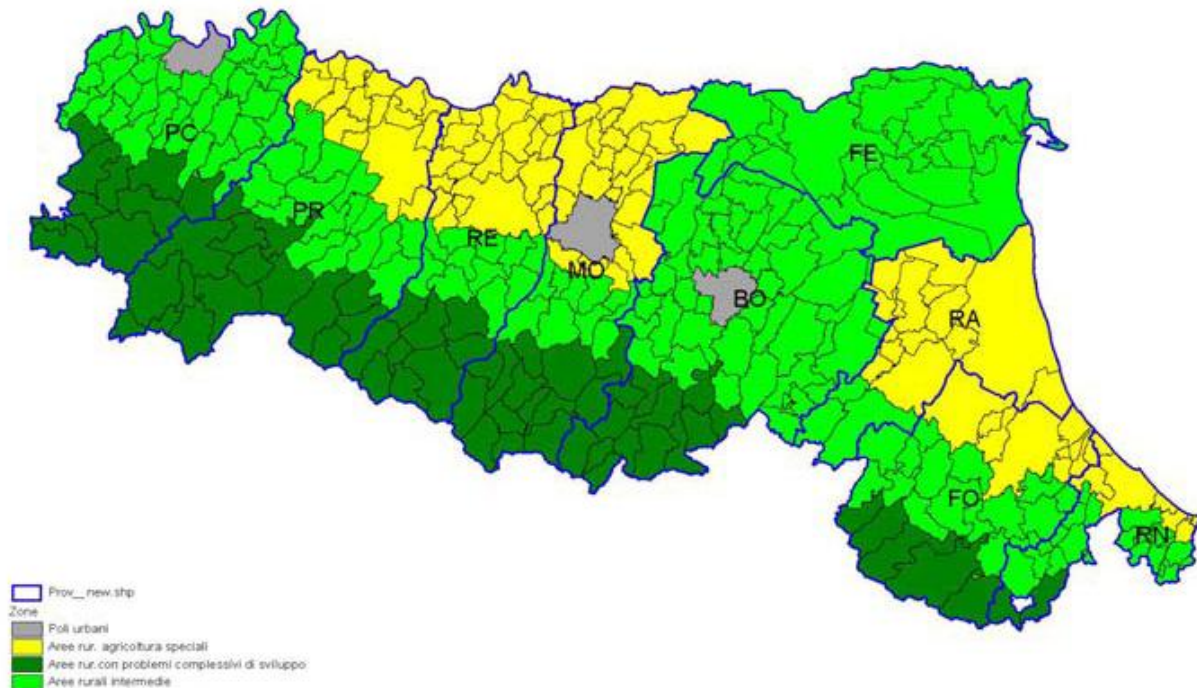 PC
FE
PR
RE
MO
BO
RA
FO
RN
Prov__new.shp
Zone
Poli urbani
Aree rur. agricoltura speciali
Aree rur.con problemi complessivi di sviluppo
Aree rurali intermedie